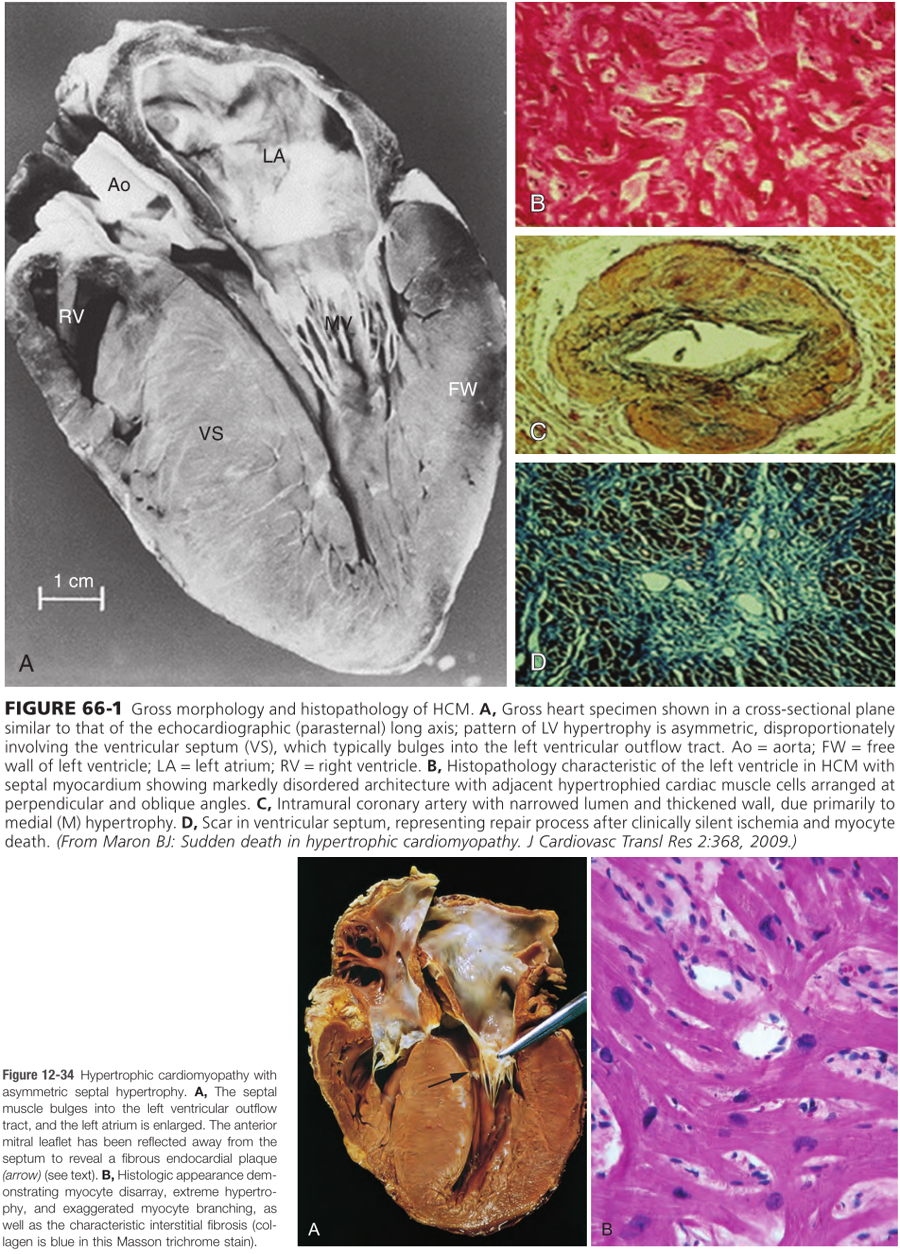 LA
Ao
RV
MV
FW
VS
1 cm
A
B
C
D
FIGURE 66-1 Gross morphology and histopathology of HCM. A, Gross heart specimen shown in a cross-sectional plane
similar to that of the echocardiographic (parasternal) long axis; pattern of LV hypertrophy is asymmetric, disproportionately
involving the ventricular septum (VS), which typically bulges into the left ventricular outflow tract. Ao = aorta; FW = free
wall of left ventricle; LA = left atrium; RV = right ventricle. B, Histopathology characteristic of the left ventricle in HCM with
septal myocardium showing markedly disordered architecture with adjacent hypertrophied cardiac muscle cells arranged at
perpendicular and oblique angles. C, Intramural coronary artery with narrowed lumen and thickened wall, due primarily to
medial (M) hypertrophy. D, Scar in ventricular septum, representing repair process after clinically silent ischemia and myocyte
death. (From Maron BJ: Sudden death in hypertrophic cardiomyopathy. J Cardiovasc Transl Res 2:368, 2009.)
Figure 12-34 Hypertrophic cardiomyopathy with
asymmetric septal hypertrophy. A, The septal
muscle bulges into the left ventricular outflow
tract, and the left atrium is enlarged. The anterior
mitral leaflet has been reflected away from the
septum to reveal a fibrous endocardial plaque
(arrow) (see text). B, Histologic appearance dem-
onstrating myocyte disarray, extreme hypertro-
phy, and exaggerated myocyte branching, as
well as the characteristic interstitial fibrosis (col-
lagen is blue in this Masson trichrome stain).
A
B